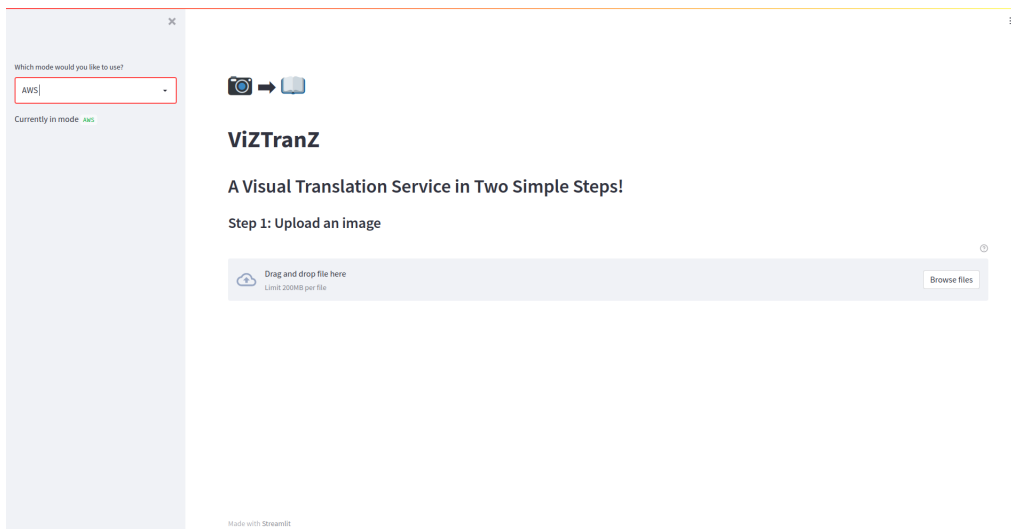 Which mode would you like to use?
AWS
Currently in mode AWS
ViZTranZ
A Visual Translation Service in Two Simple Steps!
Step 1: Upload an image
Drag and drop file here
Limit 200MB per file
Browse files
Made with Streamlit